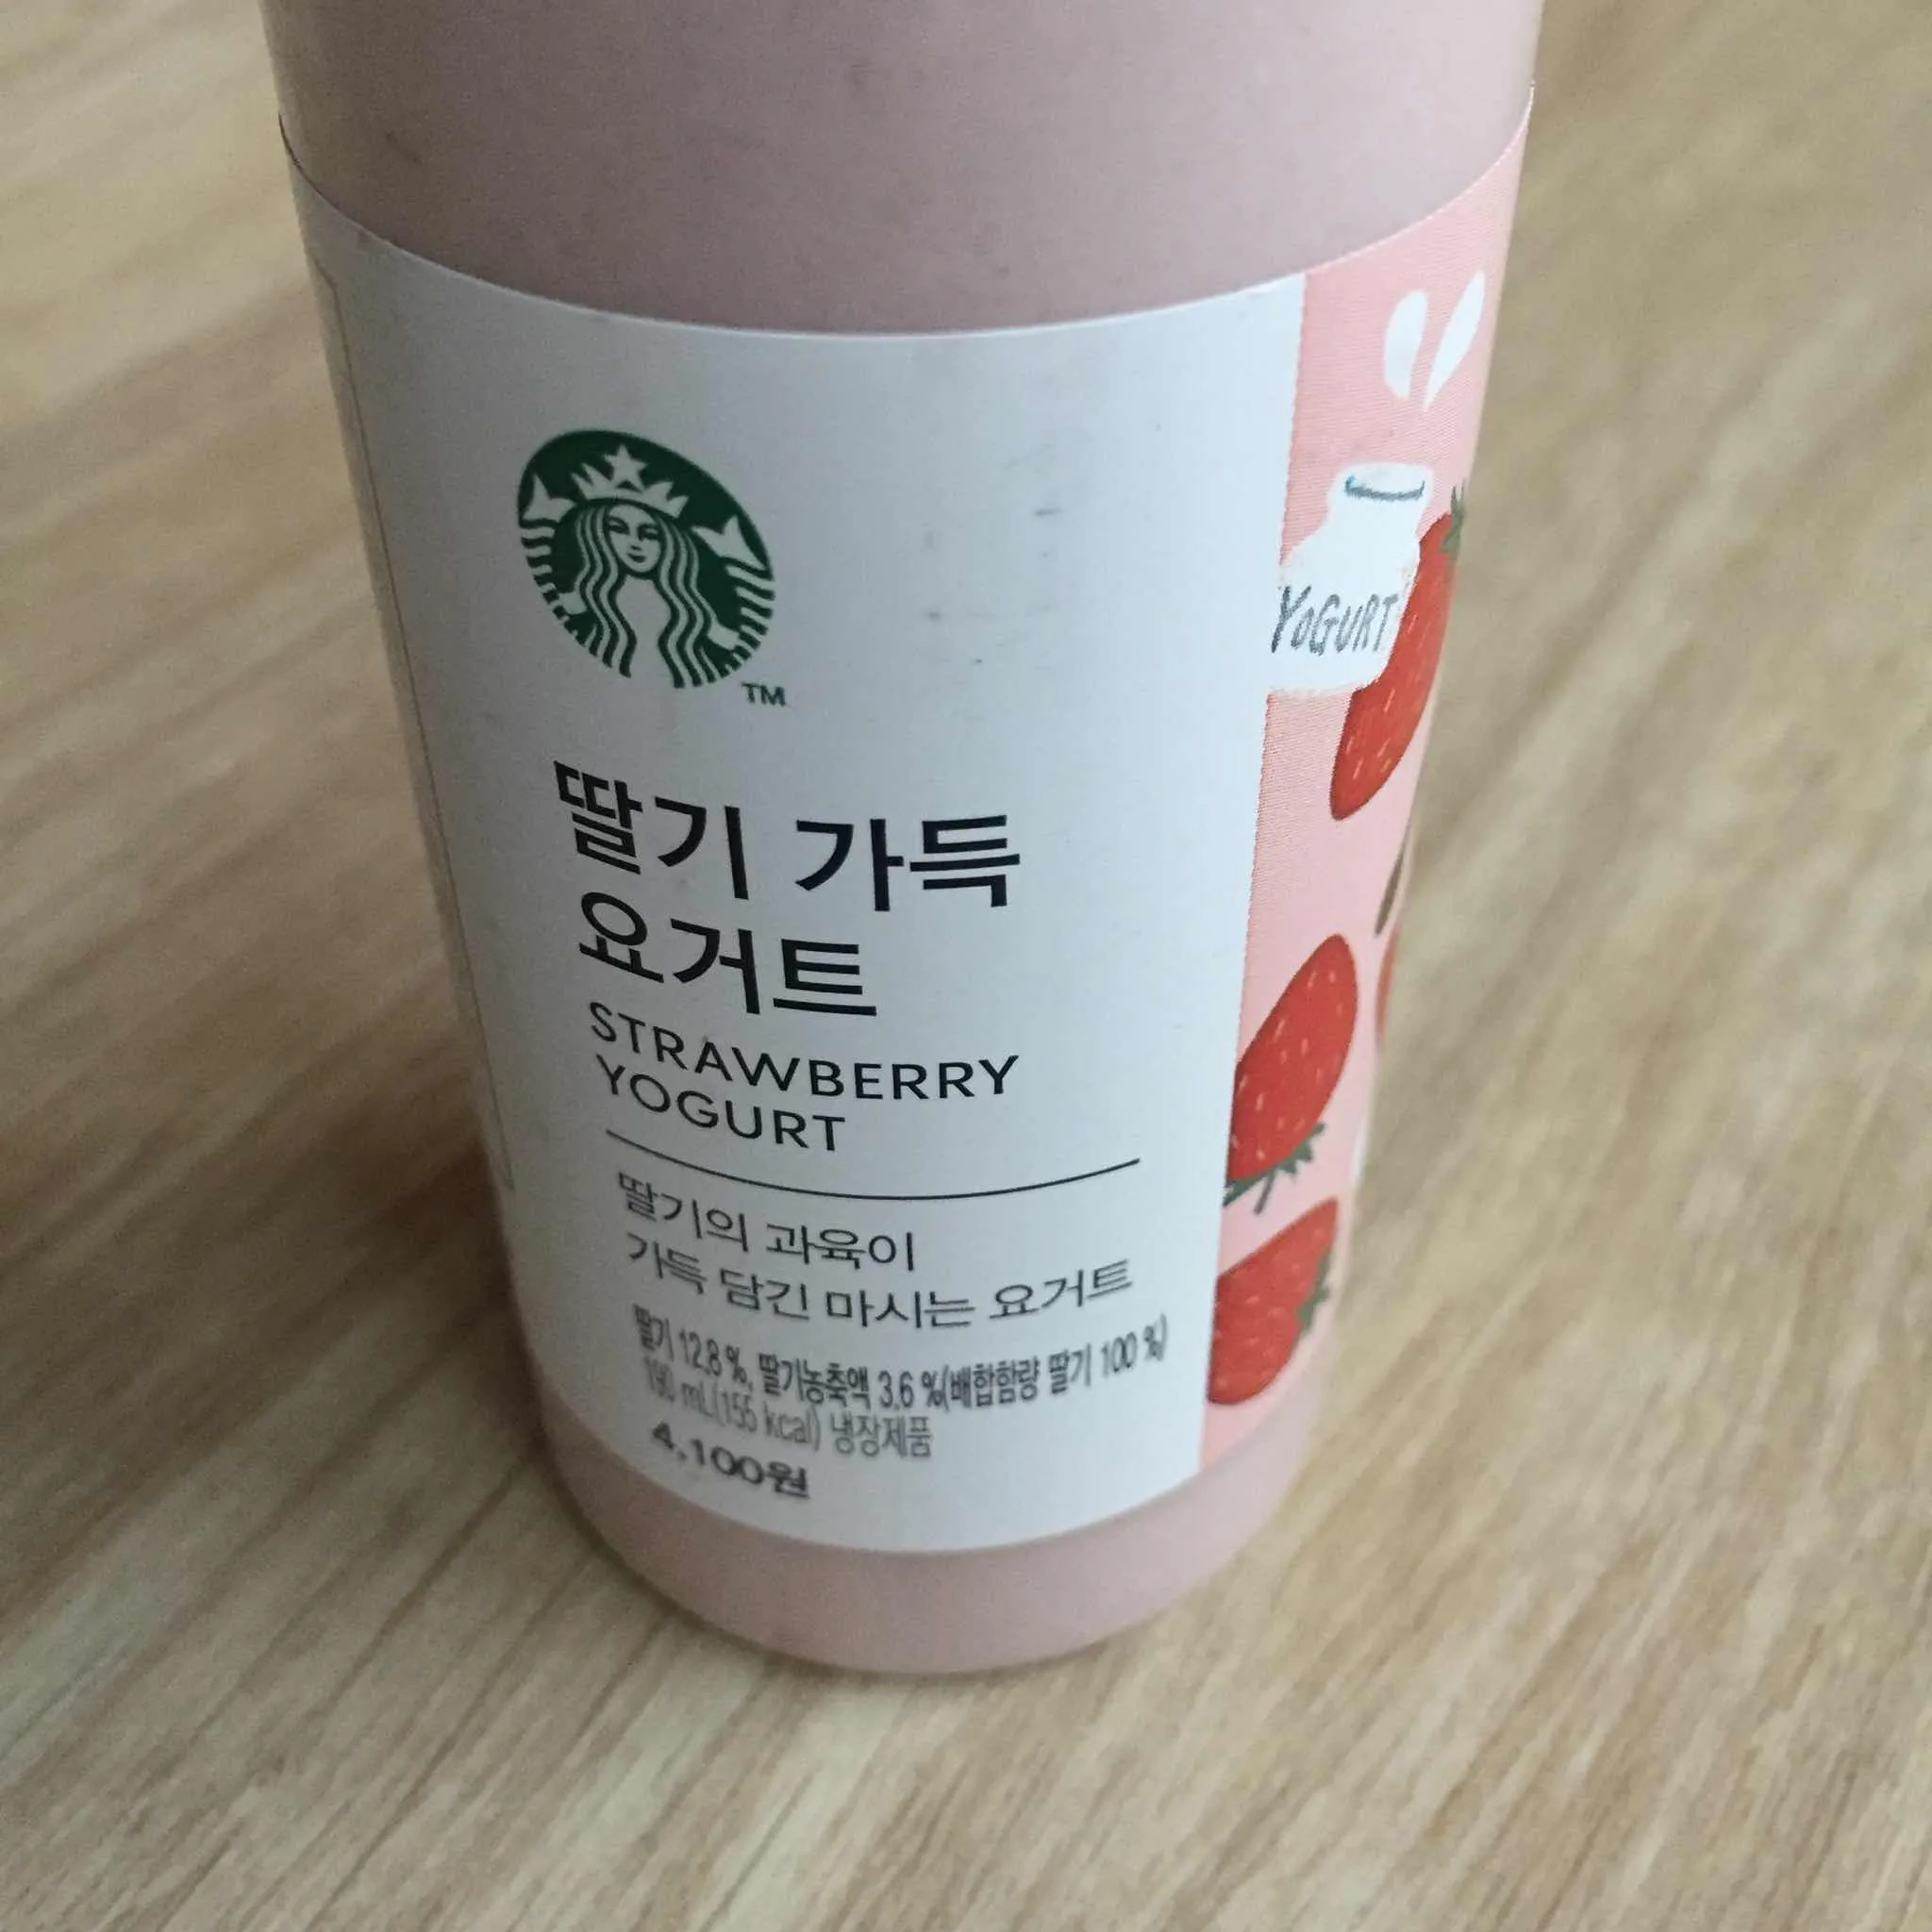 TM
딸기 가득
요거트
STRAWBERRY
YOGURT
딸기의 과육이
가득 담긴 마시는 요거트
딸기 12.8 %, 딸기농축액 3.6 %(배합함량 딸기 100 %)
190 mL(155 kcal) 냉장제품
4,100원
YOGURT